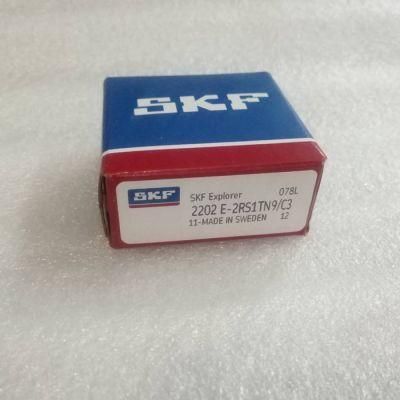 SKF
SKF
SKF Explorer 078L
2202 E-2RS1TN9/C3
11-MADE IN SWEDEN 12